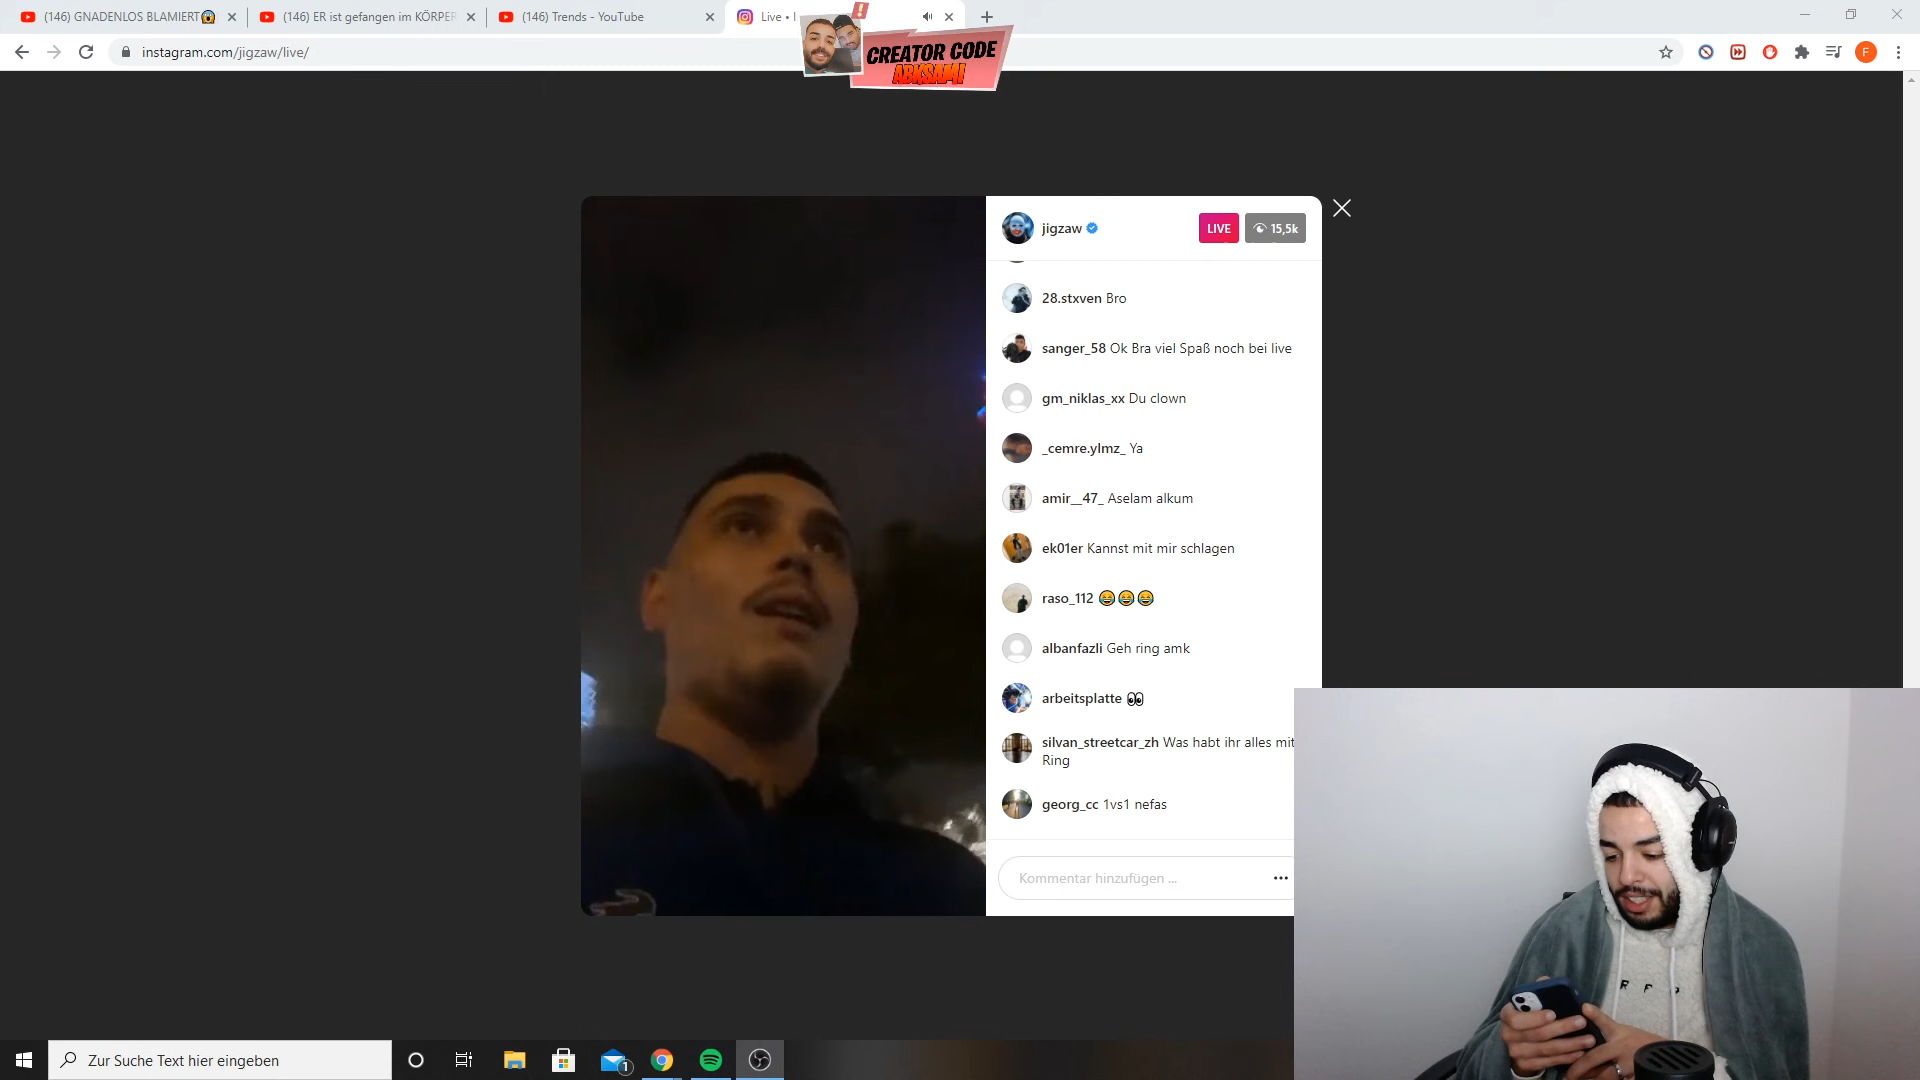 (146) GNADENLOS BLAMIERT😱
(146) ER ist gefangen im KÖRPER
(146) Trends - YouTube
Live • I
instagram.com/jigzaw/live/
F
CREATOR CODE
ABKSAMI
jigzaw
LIVE
15,5k
28.stxven Bro
sanger_58 Ok Bra viel Spaß noch bei live
gm_niklas_xx Du clown
_cemre.ylmz_ Ya
amir__47_ Aselam alkum
ek01er Kannst mit mir schlagen
raso_112 😂😂😂
albanfazli Geh ring amk
arbeitsplatte 👀
silvan_streetcar_zh Was habt ihr alles mit
Ring
georg_cc 1vs1 nefas
Kommentar hinzufügen ...
Zur Suche Text hier eingeben
1